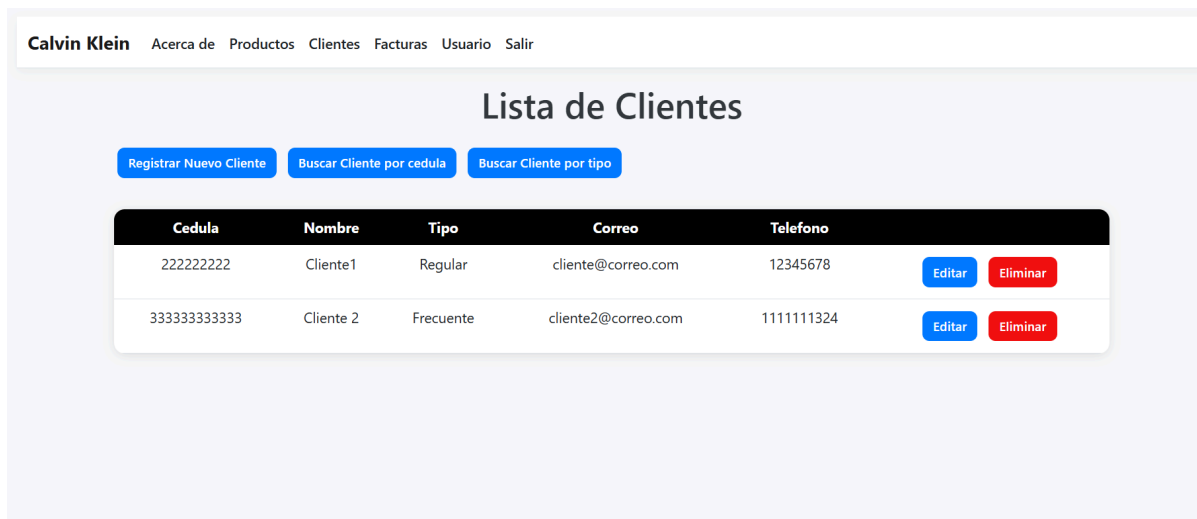 Calvin Klein Acerca de Productos Clientes Facturas Usuario Salir
Lista de Clientes
Registrar Nuevo Cliente Buscar Cliente por cedula Buscar Cliente por tipo
Cedula Nombre Tipo Correo Telefono
222222222 Cliente1 Regular cliente@correo.com 12345678 Editar Eliminar
333333333333 Cliente 2 Frecuente cliente2@correo.com 1111111324 Editar Eliminar